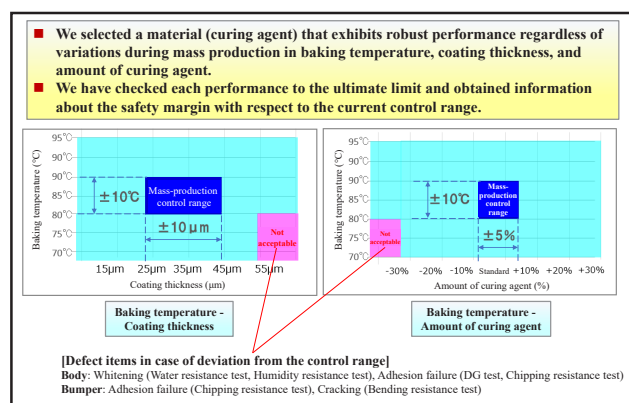 ■ We selected a material (curing agent) that exhibits robust performance regardless of
variations during mass production in baking temperature, coating thickness, and
amount of curing agent.
■ We have checked each performance to the ultimate limit and obtained information
about the safety margin with respect to the current control range.
Baking temperature (℃)
95℃
90℃
85℃
80℃
75℃
70℃
±10℃
Mass-production
control range
±10μm
Not
acceptable
15μm 25μm 35μm 45μm 55μm
Coating thickness (μm)
Baking temperature -
Coating thickness
Baking temperature (℃)
95℃
90℃
85℃
80℃
75℃
70℃
±10℃
Mass-
production
control
range
±5%
Not
acceptable
-30% -20% -10% Standard +10% +20% +30%
Amount of curing agent (%)
Baking temperature -
Amount of curing agent
[Defect items in case of deviation from the control range]
Body: Whitening (Water resistance test, Humidity resistance test), Adhesion failure (DG test, Chipping resistance test)
Bumper: Adhesion failure (Chipping resistance test), Cracking (Bending resistance test)